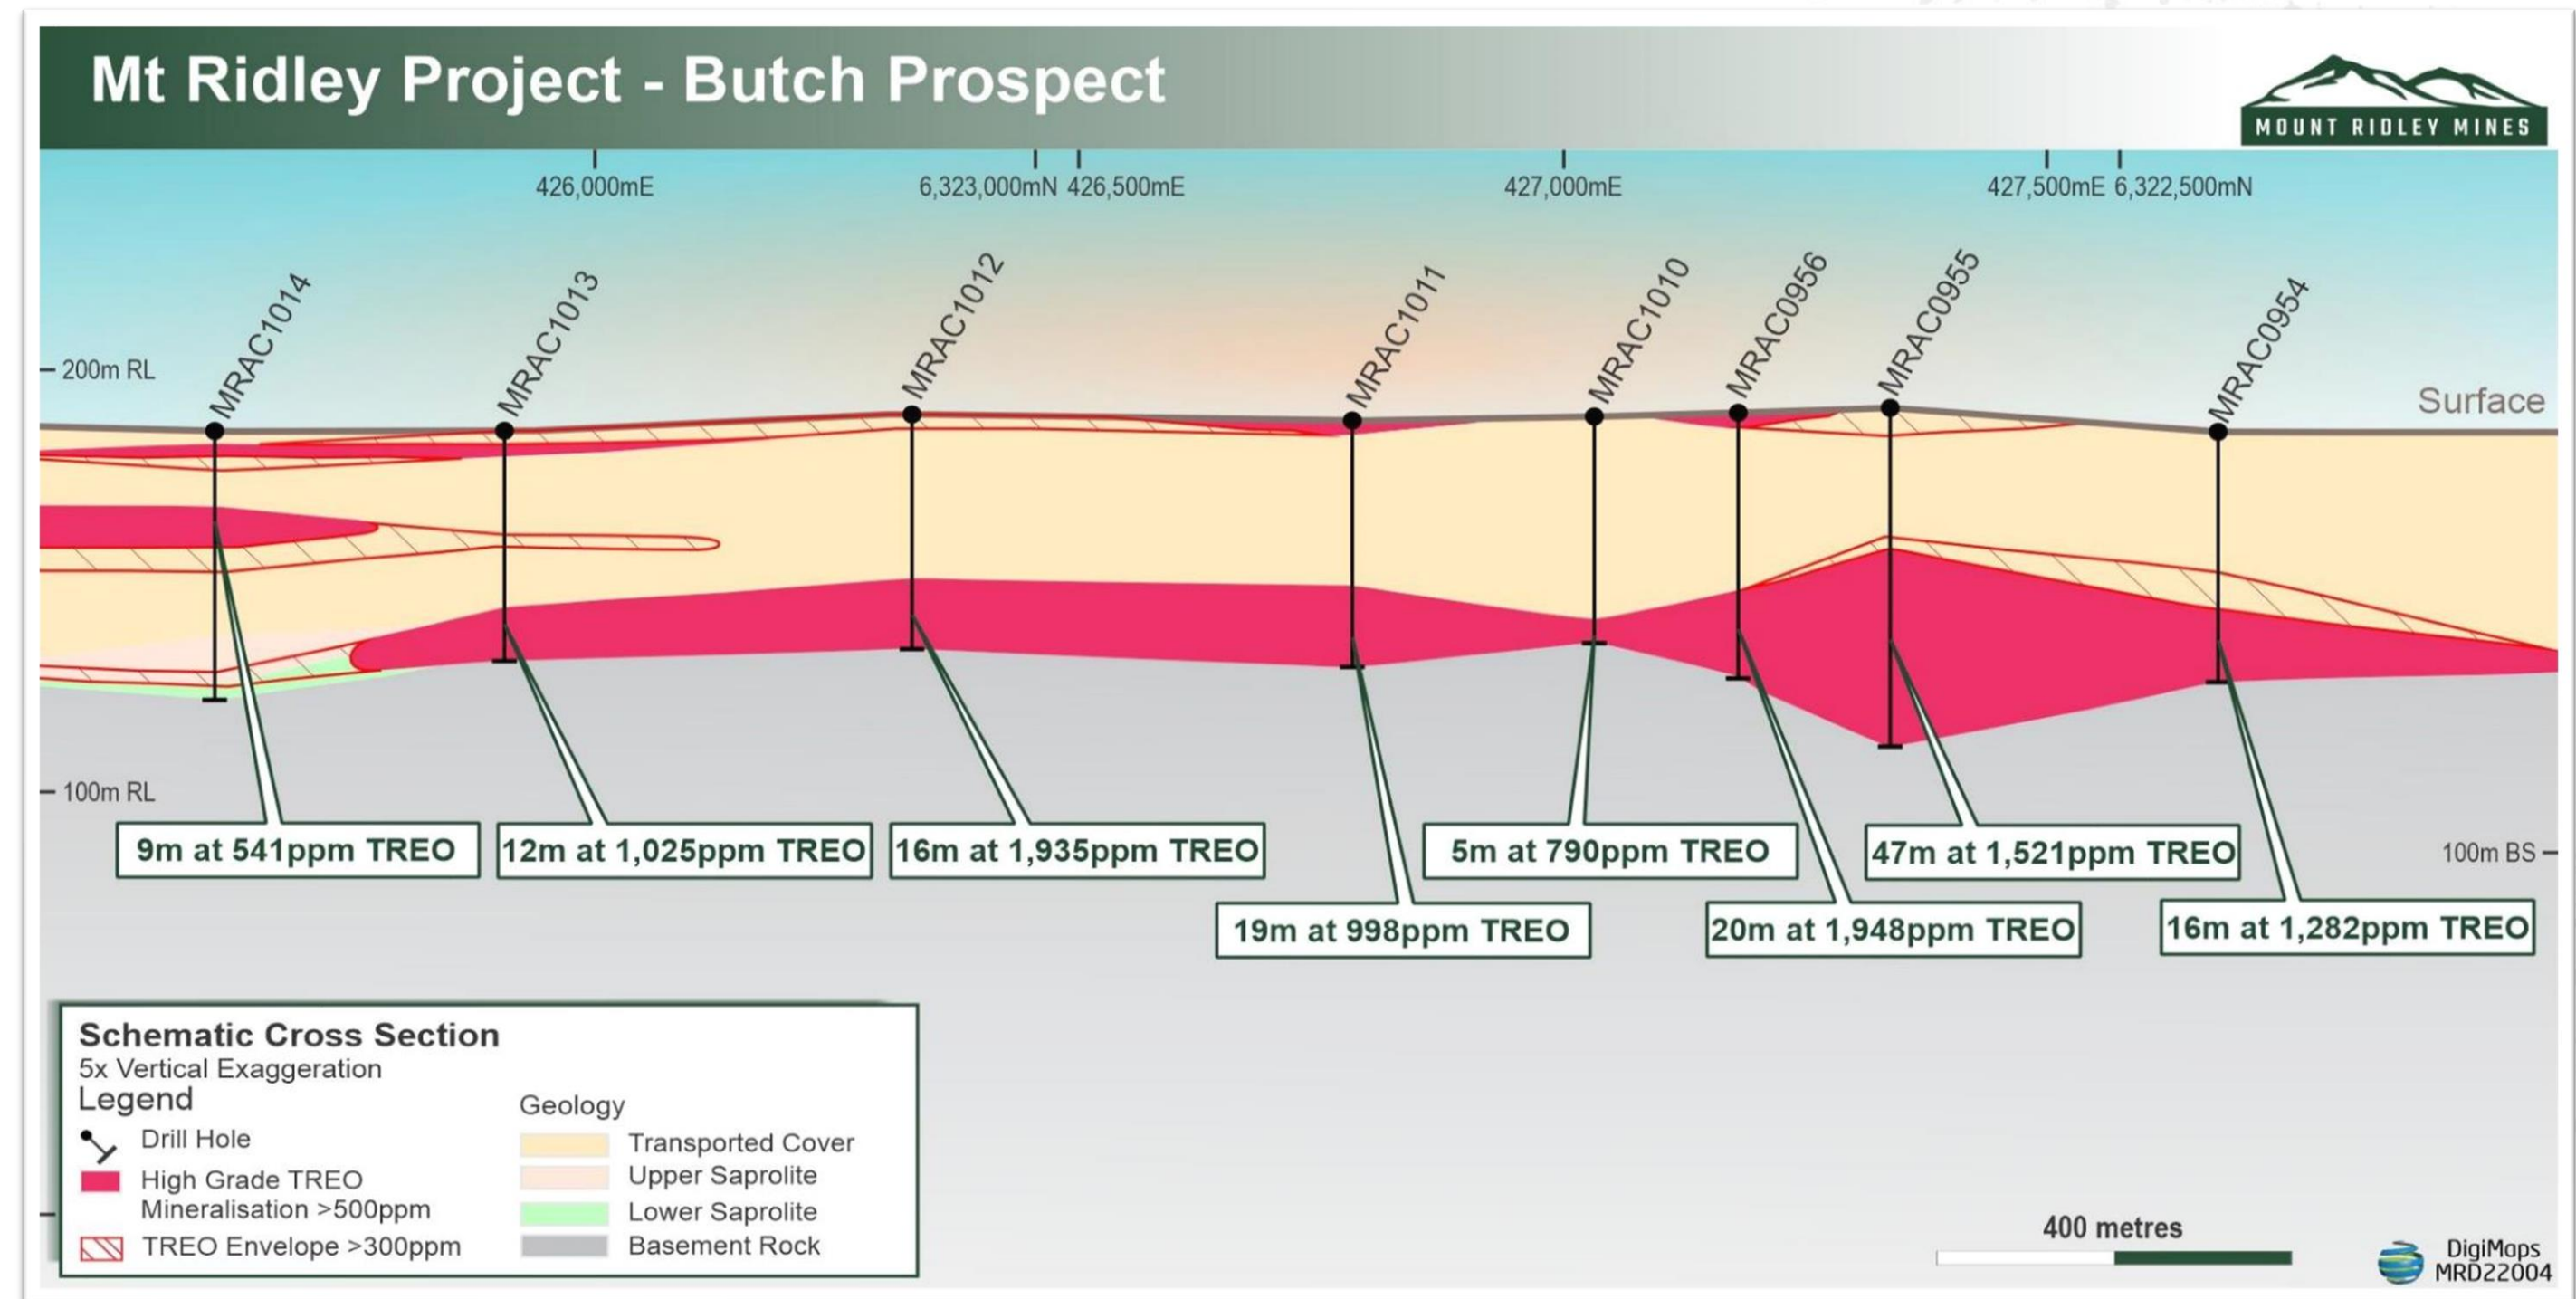 Mt Ridley Project - Butch Prospect
MOUNT RIDLEY MINES
426,000mE
6,323,000mN
426,500mE
427,000mE
427,500mE
6,322,500mN
MRAC1014
MRAC1013
MRAC1012
MRAC1011
MRAC1010
MRAC0956
MRAC0955
MRAC0954
200m RL
Surface
100m RL
9m at 541ppm TREO
12m at 1,025ppm TREO
16m at 1,935ppm TREO
5m at 790ppm TREO
47m at 1,521ppm TREO
100m BS
19m at 998ppm TREO
20m at 1,948ppm TREO
16m at 1,282ppm TREO
Schematic Cross Section
5x Vertical Exaggeration
Legend
Drill Hole
High Grade TREO
Mineralisation >500ppm
TREO Envelope >300ppm
Geology
Transported Cover
Upper Saprolite
Lower Saprolite
Basement Rock
400 metres
DigiMaps
MRD22004